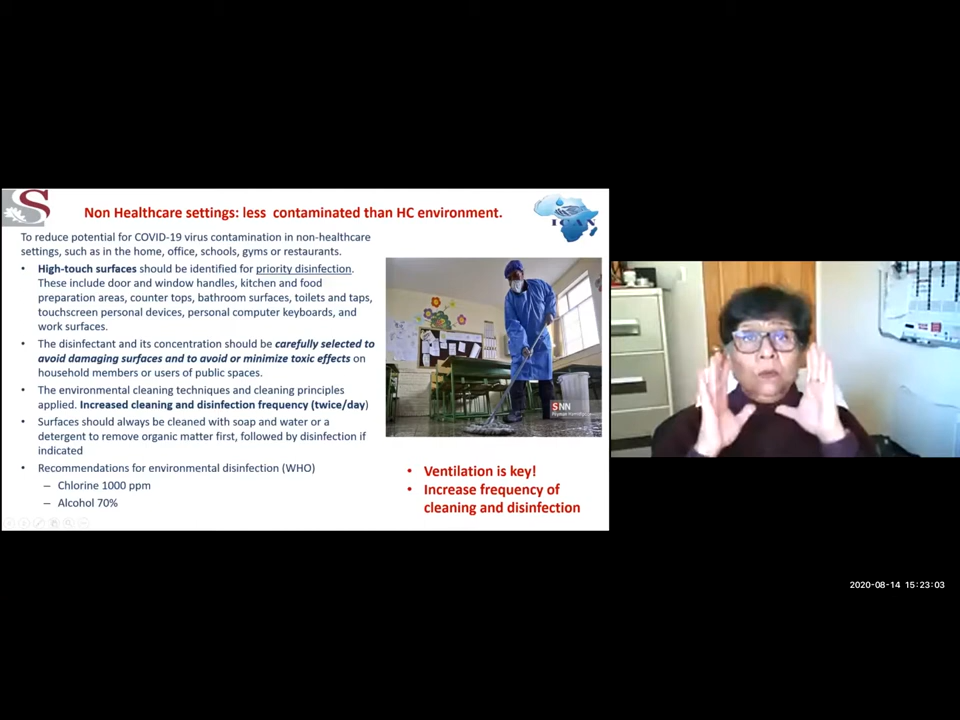 Non Healthcare settings: less contaminated than HC environment.
ICAN
To reduce potential for COVID-19 virus contamination in non-healthcare
settings, such as in the home, office, schools, gyms or restaurants.
• High-touch surfaces should be identified for priority disinfection.
These include door and window handles, kitchen and food
preparation areas, counter tops, bathroom surfaces, toilets and taps,
touchscreen personal devices, personal computer keyboards, and
work surfaces.
• The disinfectant and its concentration should be carefully selected to
avoid damaging surfaces and to avoid or minimize toxic effects on
household members or users of public spaces.
• The environmental cleaning techniques and cleaning principles
applied. Increased cleaning and disinfection frequency (twice/day)
• Surfaces should always be cleaned with soap and water or a
detergent to remove organic matter first, followed by disinfection if
indicated
• Recommendations for environmental disinfection (WHO)
– Chlorine 1000 ppm
– Alcohol 70%
SNN
• Ventilation is key!
• Increase frequency of
cleaning and disinfection
2020-08-14 15:23:03